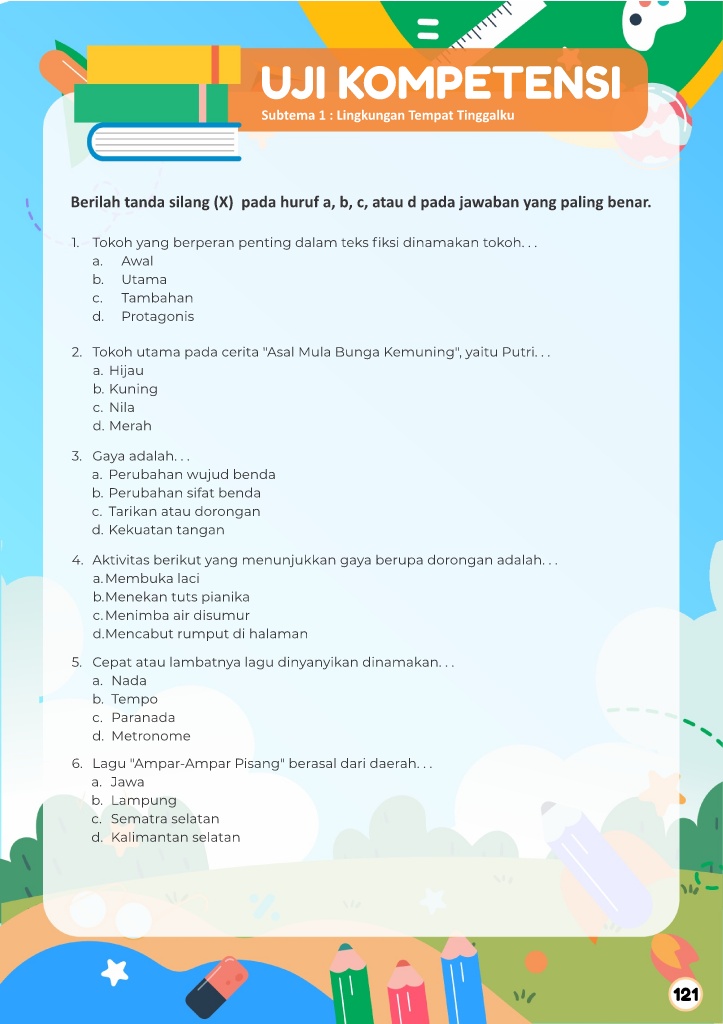 UJI KOMPETENSI
Subtema 1 : Lingkungan Tempat Tinggalku
Berilah tanda silang (X) pada huruf a, b, c, atau d pada jawaban yang paling benar.
1. Tokoh yang berperan penting dalam teks fiksi dinamakan tokoh. . .
a. Awal
b. Utama
c. Tambahan
d. Protagonis
2. Tokoh utama pada cerita "Asal Mula Bunga Kemuning", yaitu Putri. . .
a. Hijau
b. Kuning
c. Nila
d. Merah
3. Gaya adalah. . .
a. Perubahan wujud benda
b. Perubahan sifat benda
c. Tarikan atau dorongan
d. Kekuatan tangan
4. Aktivitas berikut yang menunjukkan gaya berupa dorongan adalah. . .
a.Membuka laci
b.Menekan tuts pianika
c.Menimba air disumur
d.Mencabut rumput di halaman
5. Cepat atau lambatnya lagu dinyanyikan dinamakan. . .
a. Nada
b. Tempo
c. Paranada
d. Metronome
6. Lagu "Ampar-Ampar Pisang" berasal dari daerah. . .
a. Jawa
b. Lampung
c. Sematra selatan
d. Kalimantan selatan
121